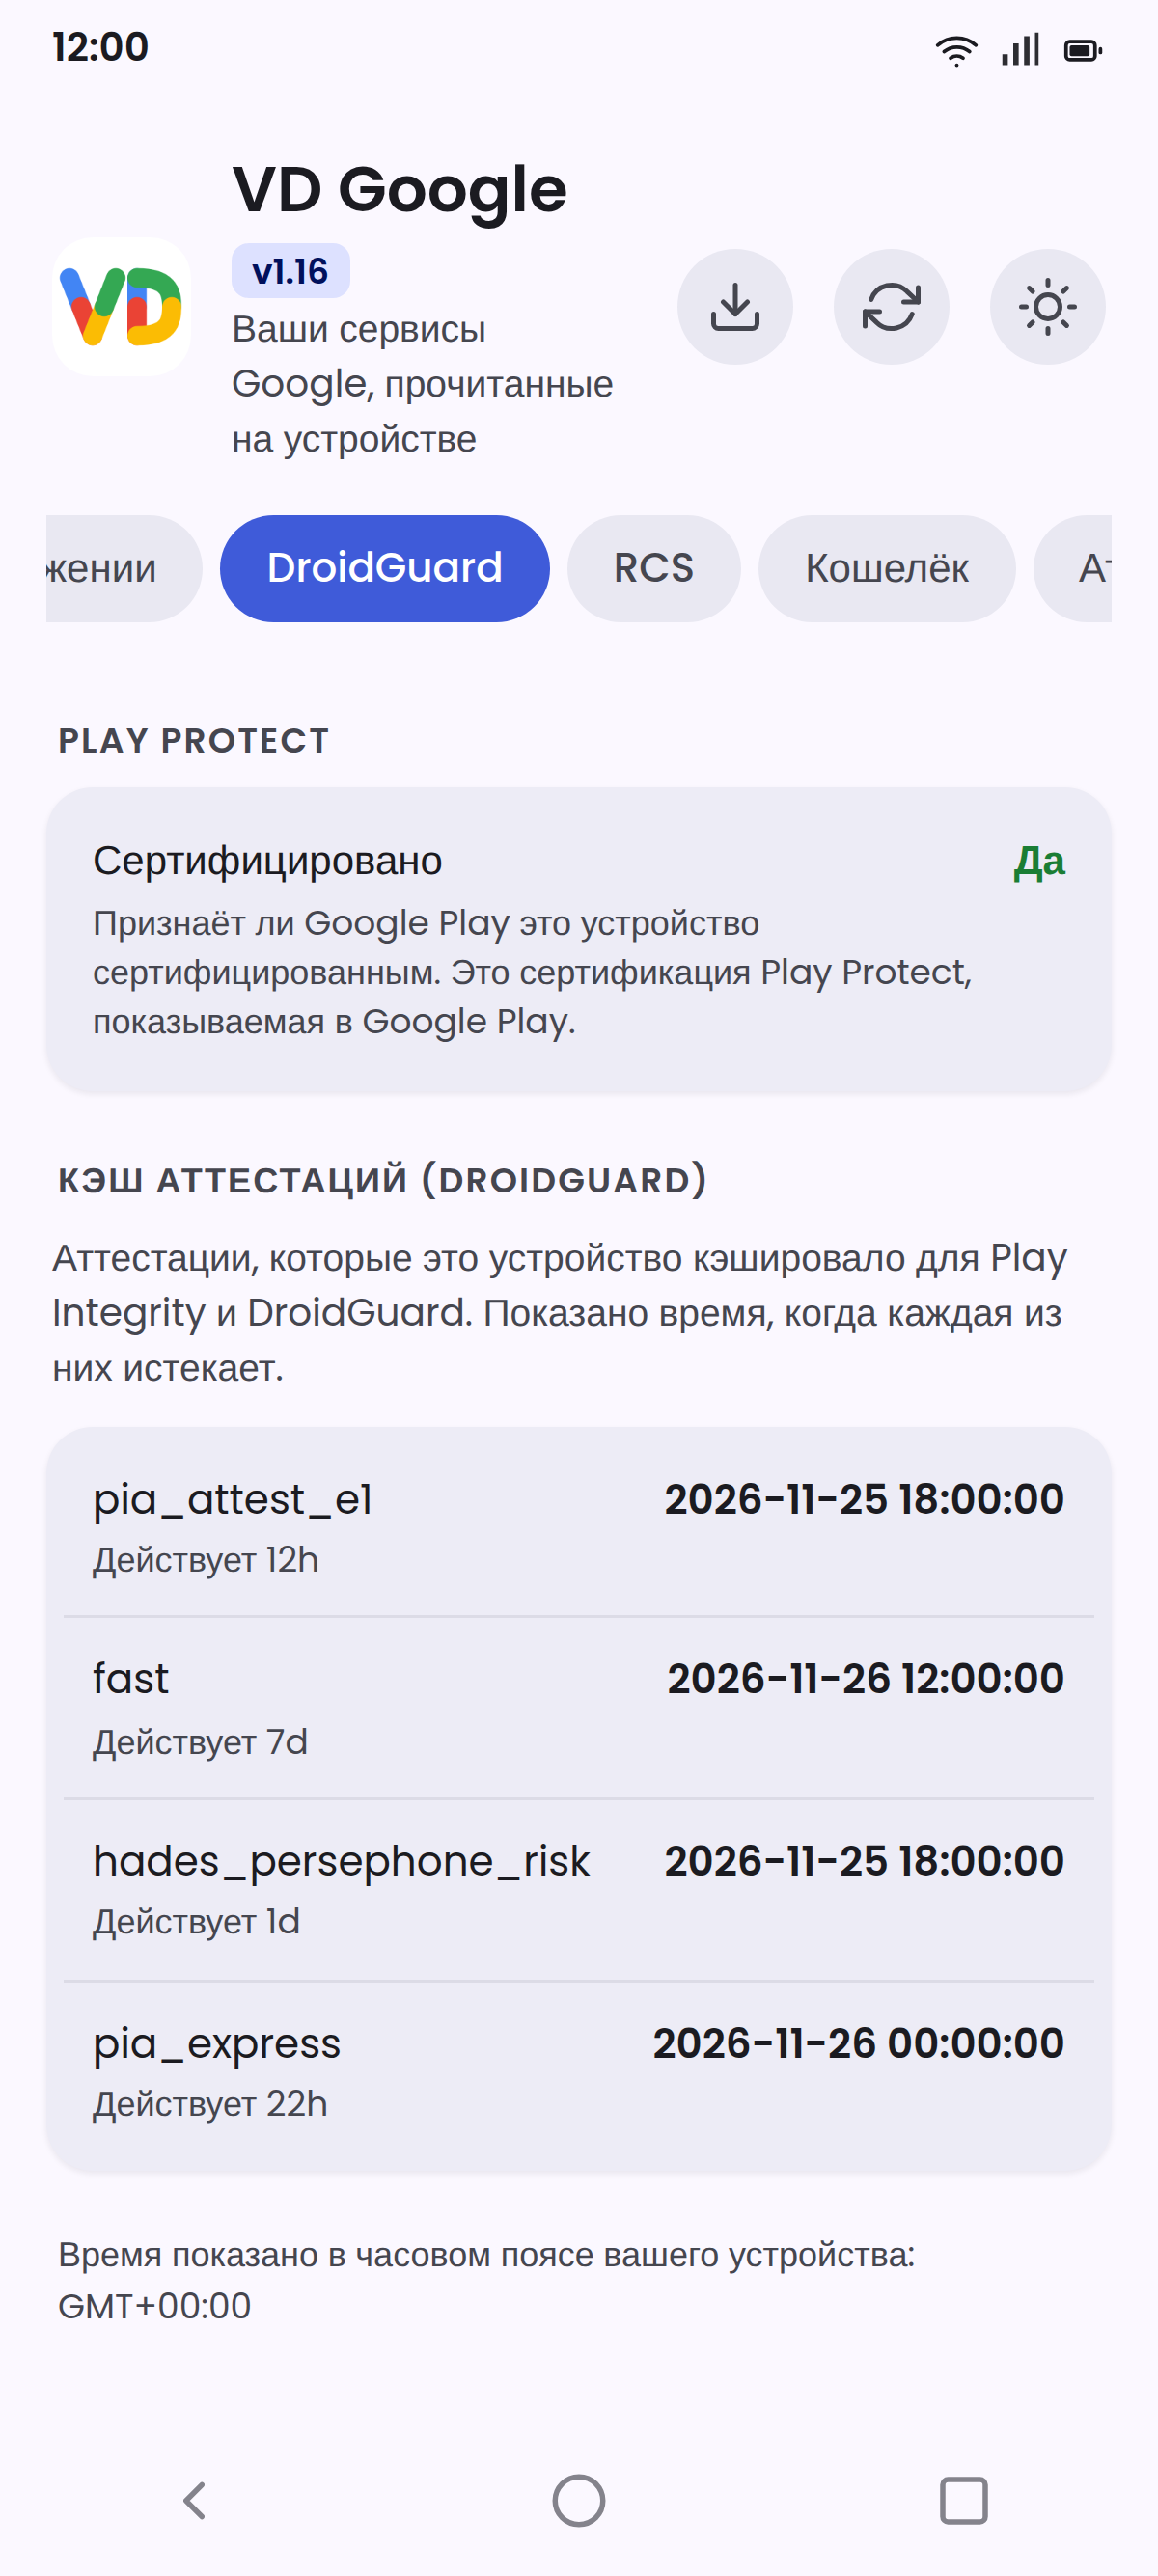 12:00
VD Google
VD
v1.16
Ваши сервисы
Google, прочитанные
на устройстве
жении
DroidGuard
RCS
Кошелёк
PLAY PROTECT
Сертифицировано
Да
Признаёт ли Google Play это устройство
сертифицированным. Это сертификация Play Protect,
показываемая в Google Play.
КЭШ АТТЕСТАЦИЙ (DROIDGUARD)
Аттестации, которые это устройство кэшировало для Play
Integrity и DroidGuard. Показано время, когда каждая из
них истекает.
pia_attest_e1
2026-11-25 18:00:00
Действует 12h
fast
2026-11-26 12:00:00
Действует 7d
hades_persephone_risk
2026-11-25 18:00:00
Действует 1d
pia_express
2026-11-26 00:00:00
Действует 22h
Время показано в часовом поясе вашего устройства:
GMT+00:00